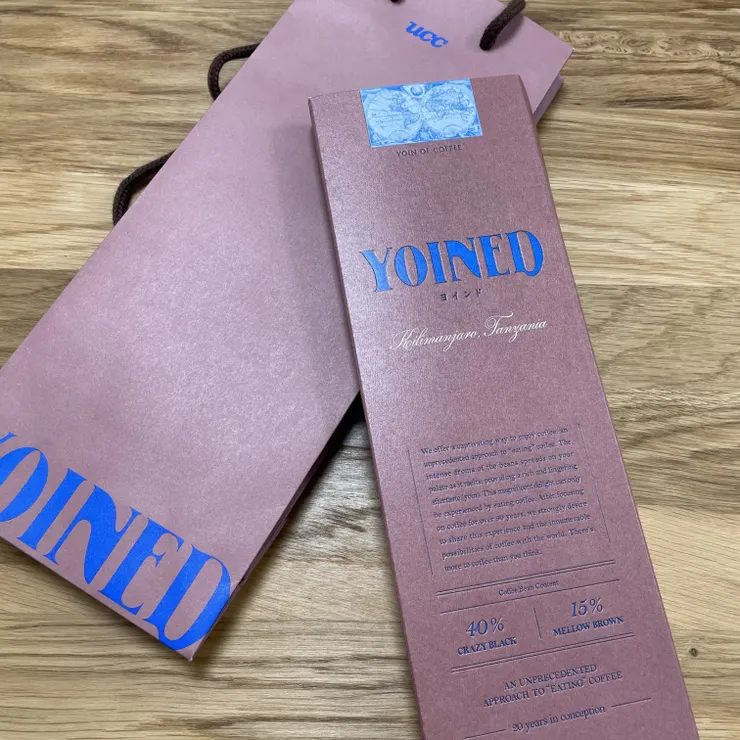 ucc
YOIN OF COFFEE
YOINED
ヨインド
Kilimanjaro, Tanzania
We offer a captivating way to enjoy coffee: an
unprecedented approach to "eating" coffee. The
intense aroma of the beans spreads on your
palate as it melts, providing a rich and lingering
aftertaste (yoin). This magnificent delight can only
be experienced by eating coffee. After focusing
on coffee for over 90 years, we strongly desire
to share this experience and the innumerable
possibilities of coffee with the world. There's
more to coffee than you think.
Coffee Bean Content
40% 15%
CRAZY BLACK MELLOW BROWN
AN UNPRECEDENTED
APPROACH TO "EATING" COFFEE
90 years in conception
YOINED